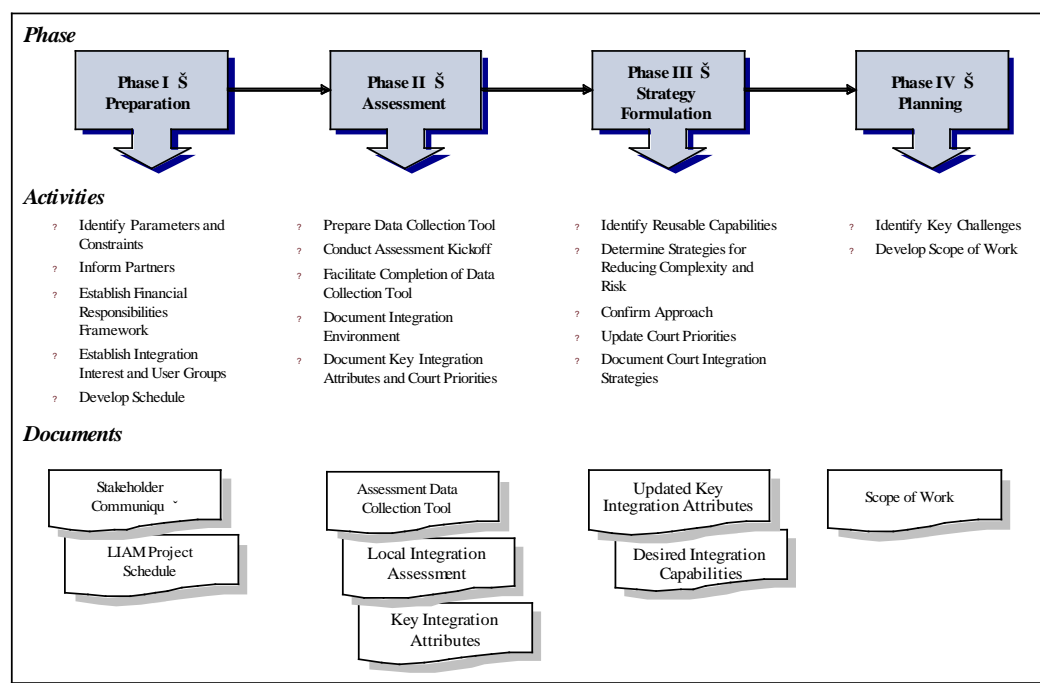 Phase
Phase I Š
Preparation
Phase II Š
Assessment
Phase III Š
Strategy
Formulation
Phase IV Š
Planning
Activities
? Identify Parameters and
Constraints
? Inform Partners
? Establish Financial
Responsibilities
Framework
? Establish Integration
Interest and User Groups
? Develop Schedule
? Prepare Data Collection Tool
? Conduct Assessment Kickoff
? Facilitate Completion of Data
Collection Tool
? Document Integration
Environment
? Document Key Integration
Attributes and Court Priorities
? Identify Reusable Capabilities
? Determine Strategies for
Reducing Complexity and
Risk
? Confirm Approach
? Update Court Priorities
? Document Court Integration
Strategies
? Identify Key Challenges
? Develop Scope of Work
Documents
Stakeholder
Communiqu ˇ
LIAM Project
Schedule
Assessment Data
Collection Tool
Local Integration
Assessment
Key Integration
Attributes
Updated Key
Integration Attributes
Desired Integration
Capabilities
Scope of Work